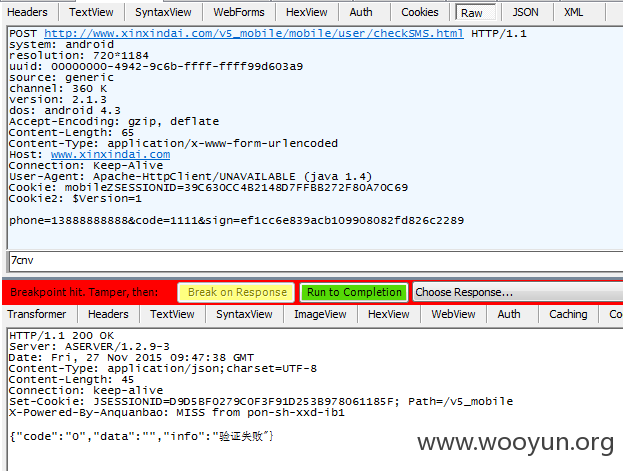 Headers TextView SyntaxView WebForms HexView Auth Cookies Raw JSON XML
POST http://www.xinxindai.com/v5_mobile/mobile/user/checkSMS.html HTTP/1.1
system: android
resolution: 720*1184
uuid: 00000000-4942-9c6b-ffff-ffff99d603a9
source: generic
channel: 360 K
version: 2.1.3
dos: android 4.3
Accept-Encoding: gzip, deflate
Content-Length: 65
Content-Type: application/x-www-form-urlencoded
Host: www.xinxindai.com
Connection: Keep-Alive
User-Agent: Apache-HttpClient/UNAVAILABLE (java 1.4)
Cookie: mobileZSESSIONID=39C630CC4B2148D7FFBB272F80A70C69
Cookie2: $Version=1
phone=13888888888&code=1111&sign=ef1cc6e839acb109908082fd826c2289
7cnv
Breakpoint hit. Tamper, then: Break on Response Run to Completion Choose Response...
Transformer Headers TextView SyntaxView ImageView HexView WebView Auth Caching Co
HTTP/1.1 200 OK
Server: ASERVER/1.2.9-3
Date: Fri, 27 Nov 2015 09:47:38 GMT
Content-Type: application/json;charset=UTF-8
Content-Length: 45
Connection: keep-alive
Set-Cookie: JSESSIONID=D9D5BF0279C0F3F91D253B978061185F; Path=/v5_mobile
X-Powered-By-Anquanbao: MISS from pon-sh-xxd-ib1
{"code":"0","data":"","info":"验证失败"}
www.wooyun.org